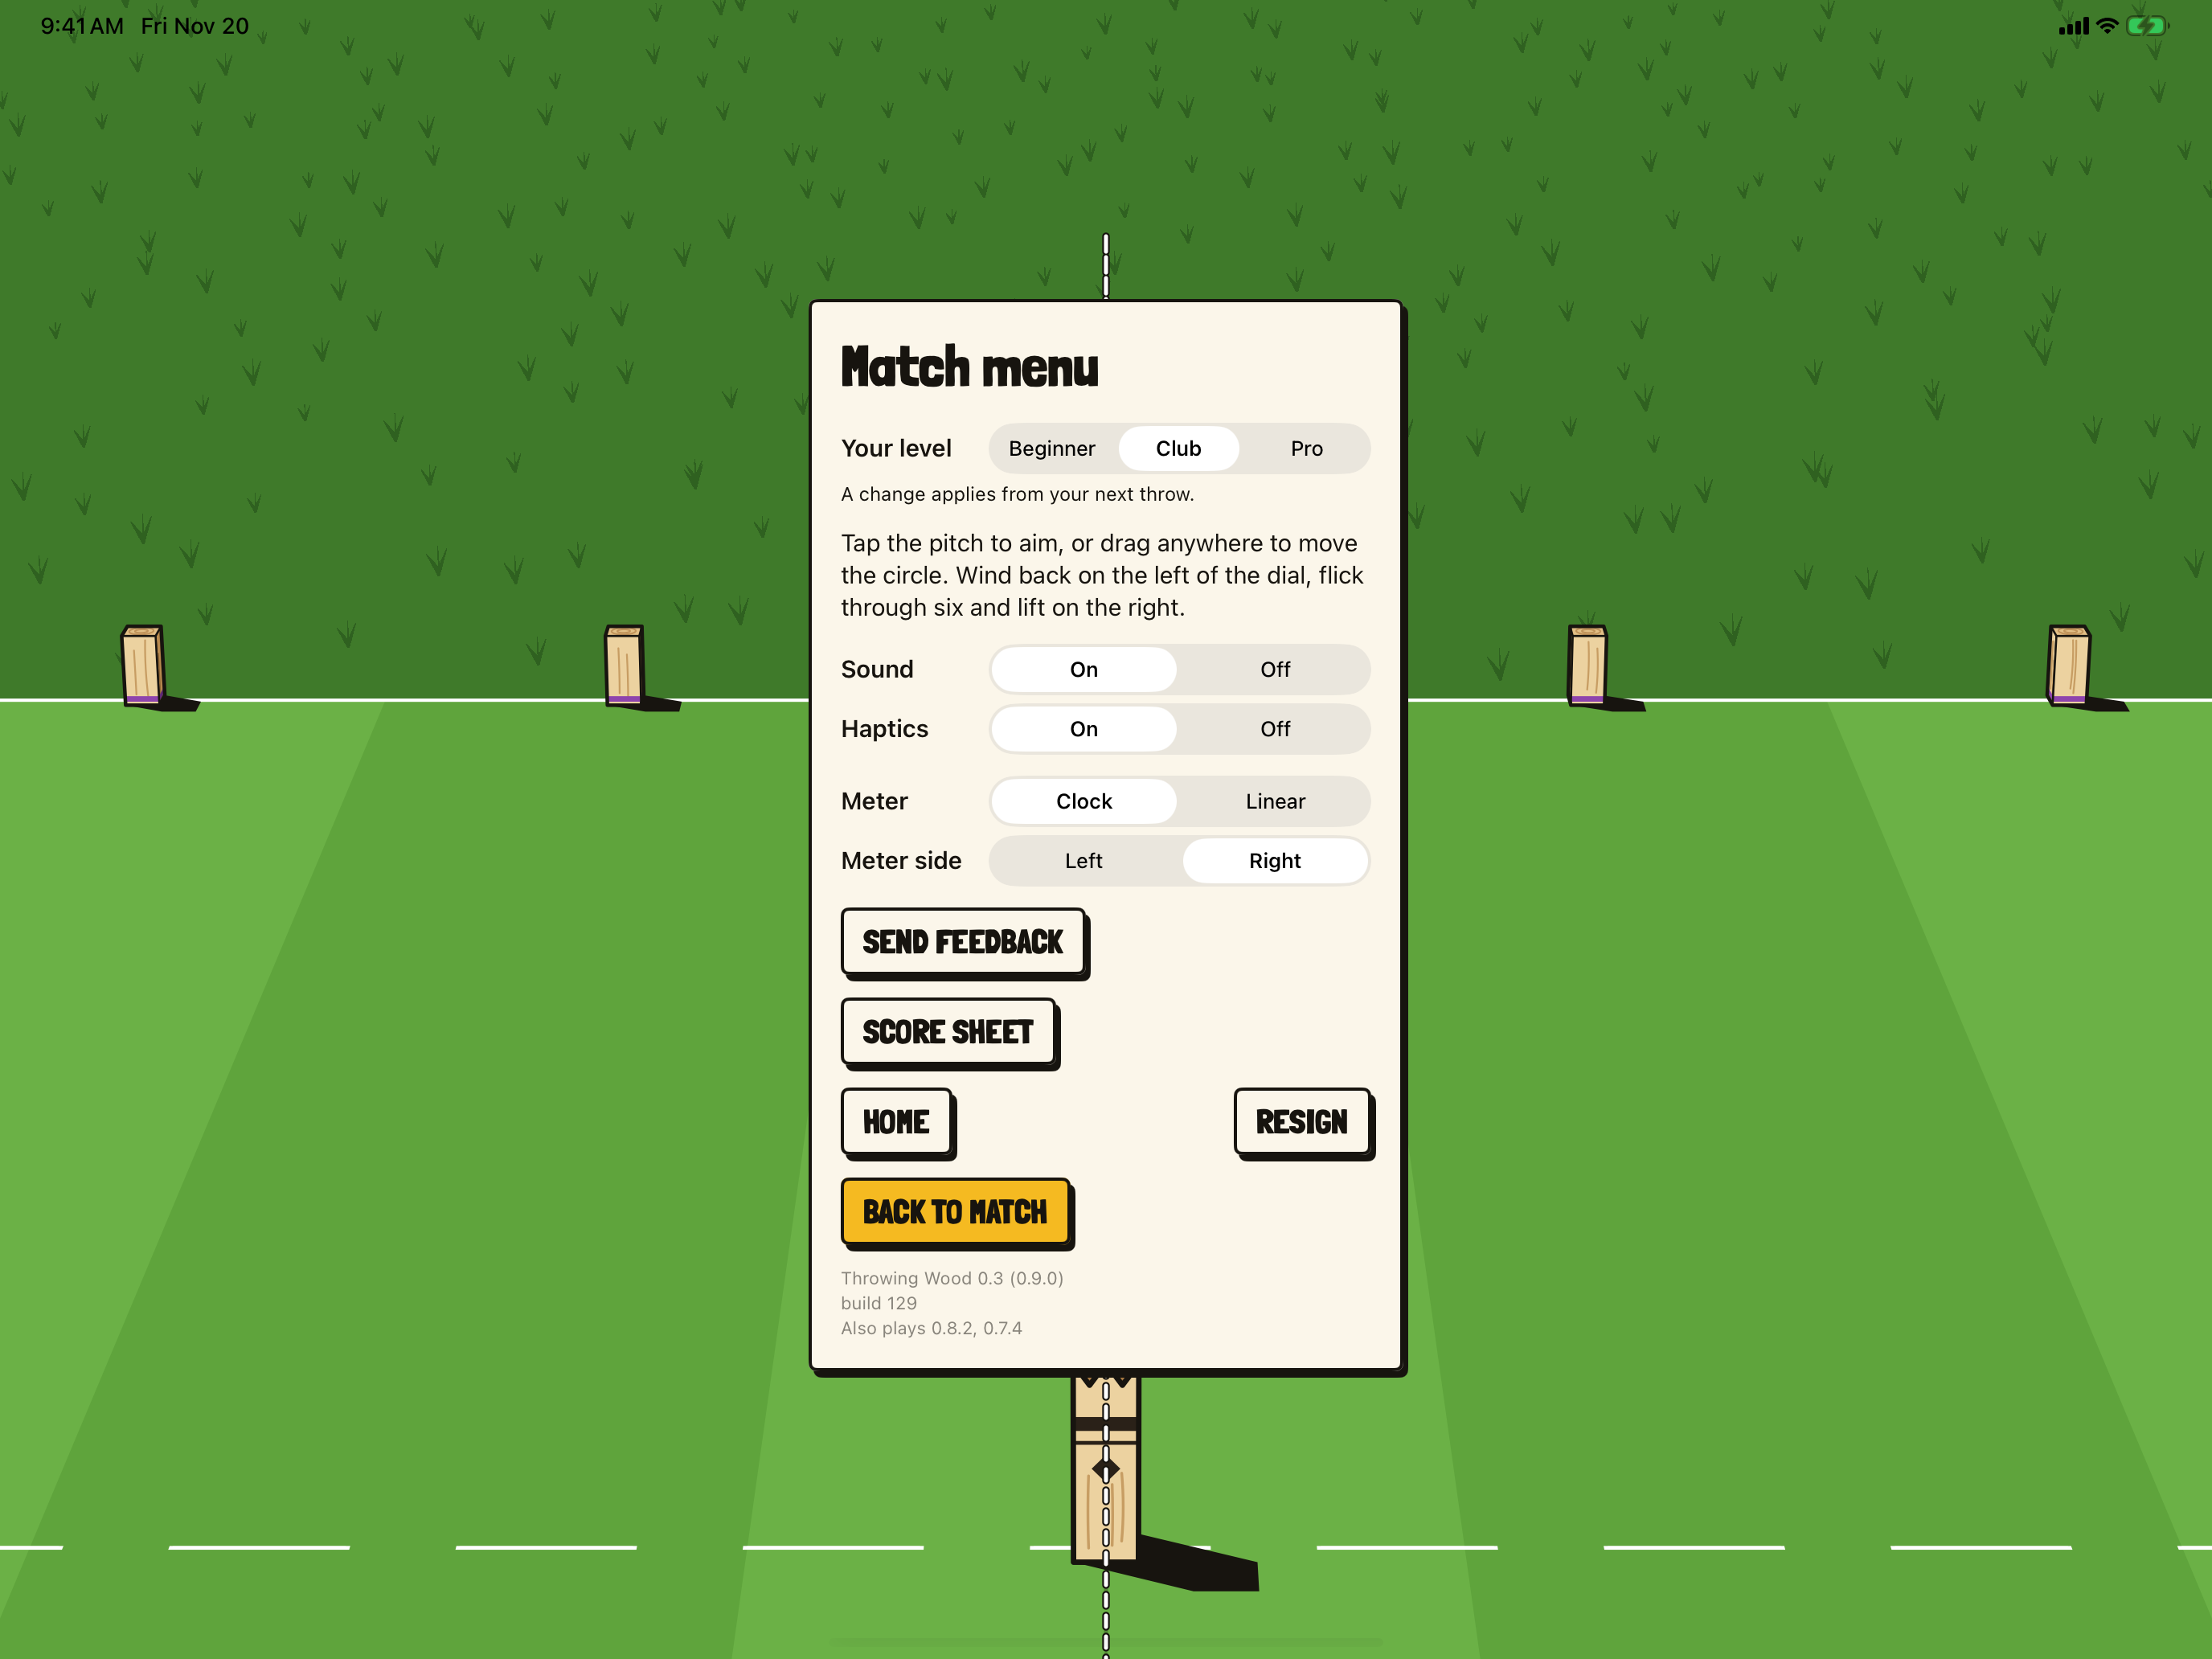 9:41 AM Fri Nov 20
Match menu
Your level Beginner Club Pro
A change applies from your next throw.
Tap the pitch to aim, or drag anywhere to move
the circle. Wind back on the left of the dial, flick
through six and lift on the right.
Sound On Off
Haptics On Off
Meter Clock Linear
Meter side Left Right
SEND FEEDBACK
SCORE SHEET
HOME RESIGN
BACK TO MATCH
Throwing Wood 0.3 (0.9.0)
build 129
Also plays 0.8.2, 0.7.4